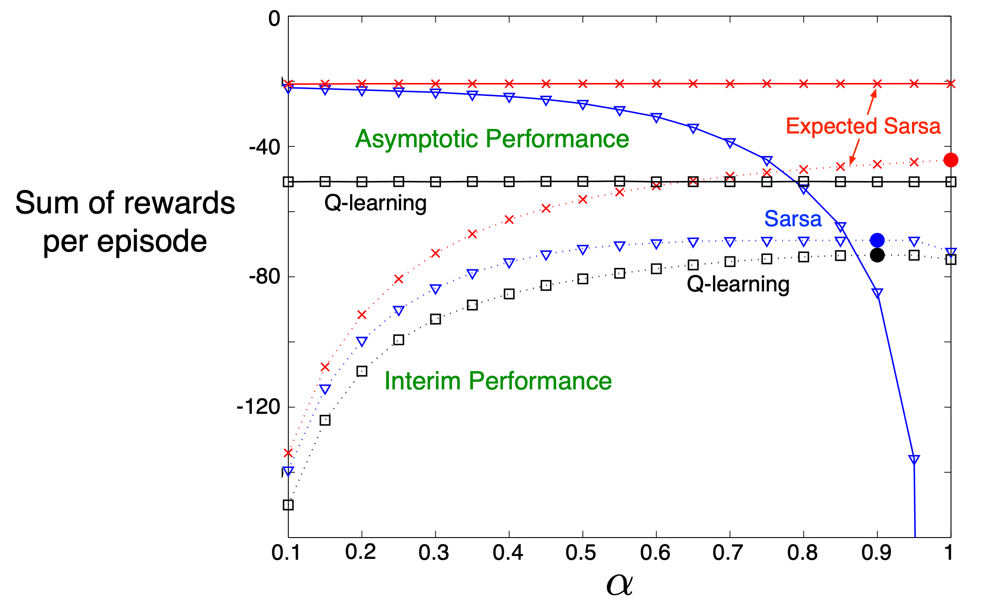 0
Expected Sarsa
Asymptotic Performance
-40
Sum of rewards
per episode
Q-learning
Sarsa
-80
Q-learning
Interim Performance
-120
0.1 0.2 0.3 0.4 0.5 0.6 0.7 0.8 0.9 1
α